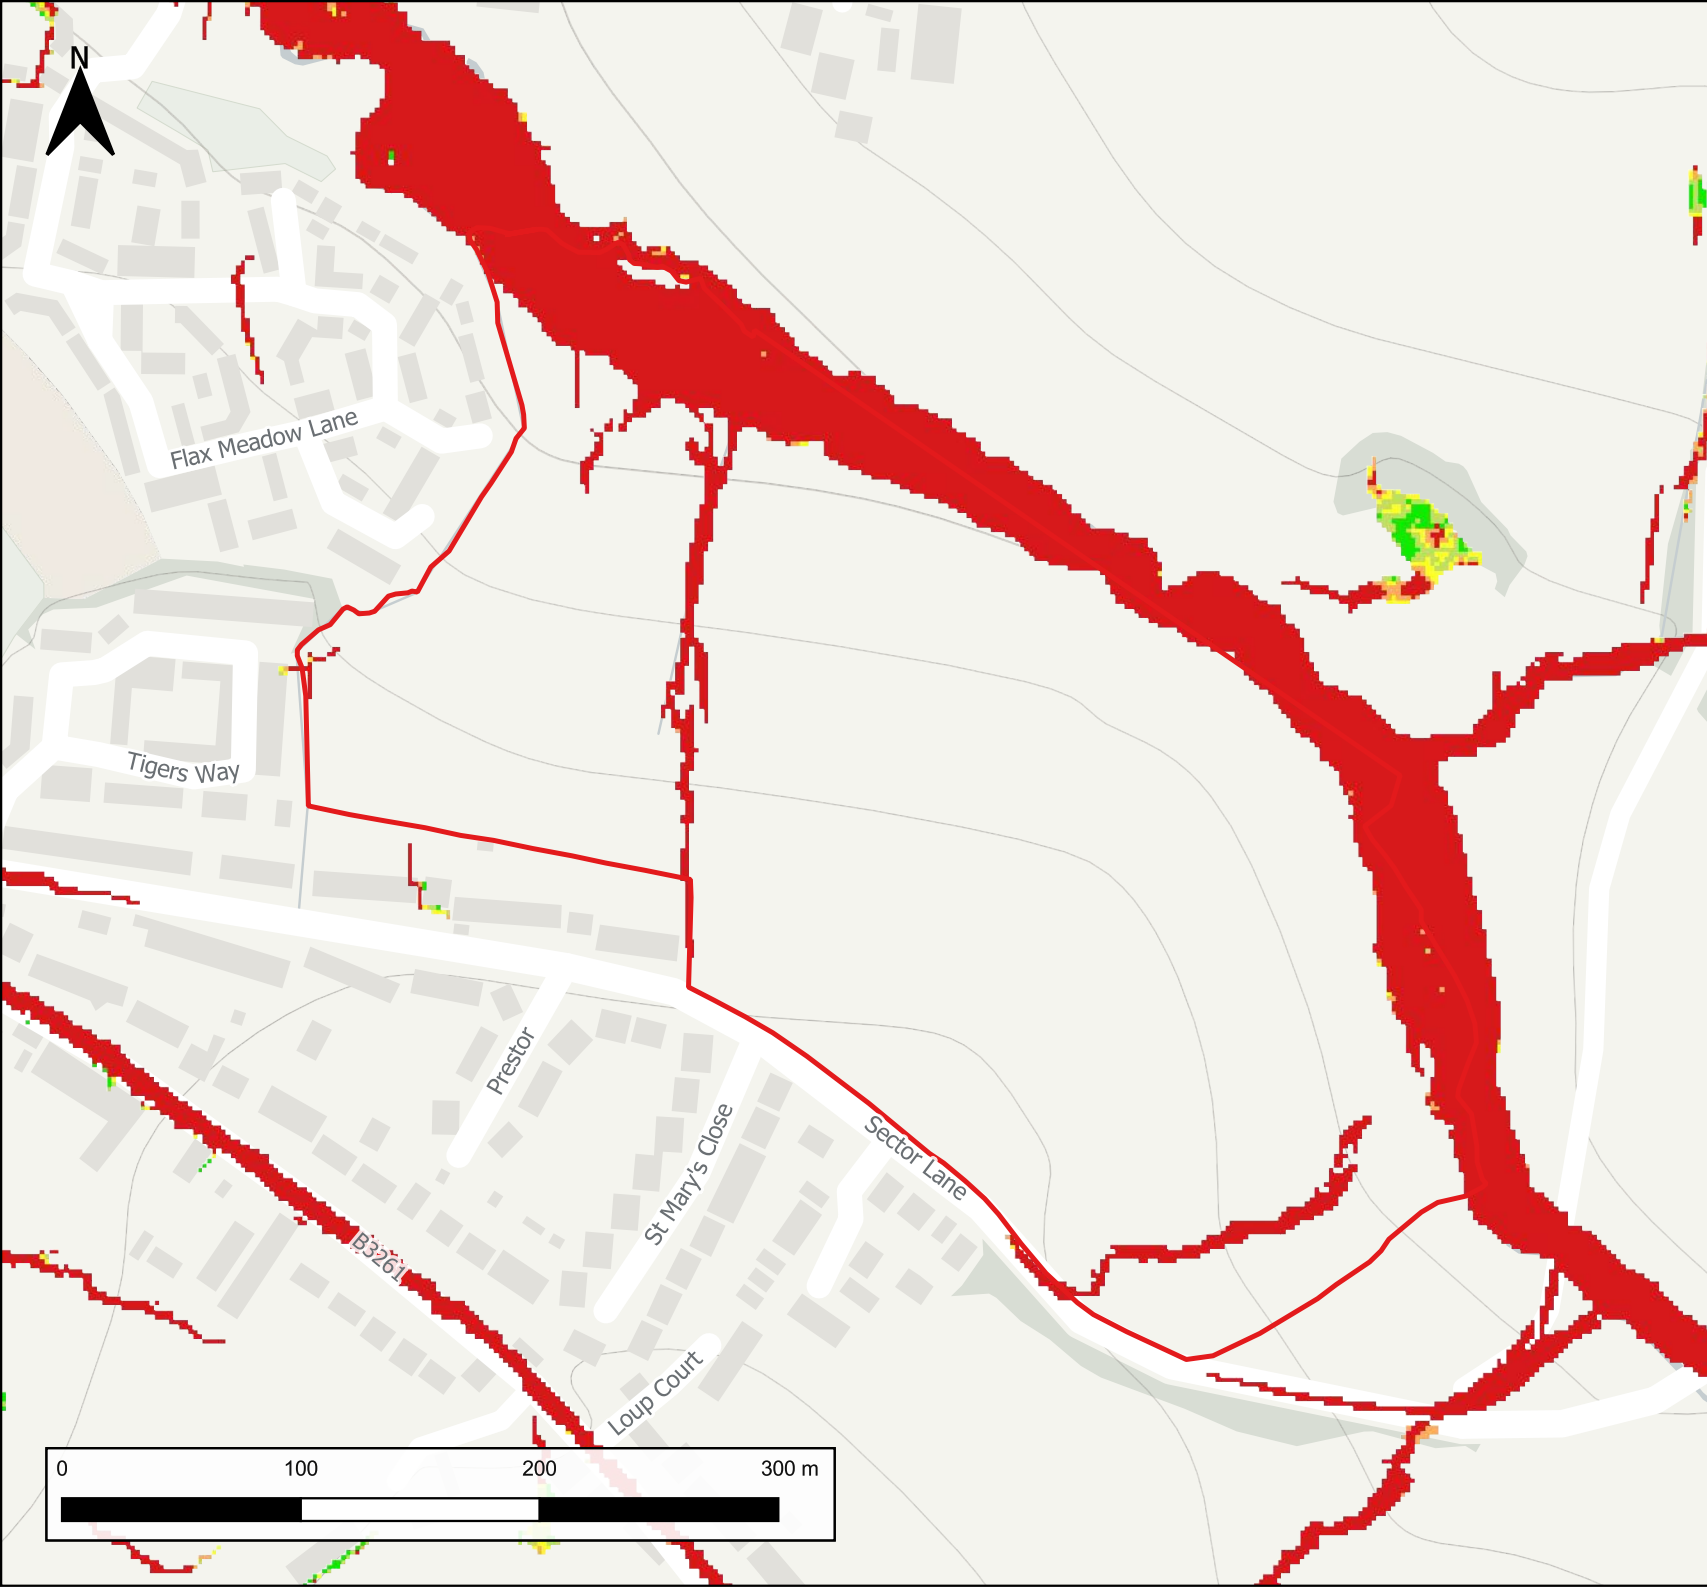 N
Flax Meadow Lane
Tigers Way
Prestor
St Mary's Close
Sector Lane
B3261
Loup Court
0 100 200 300 m